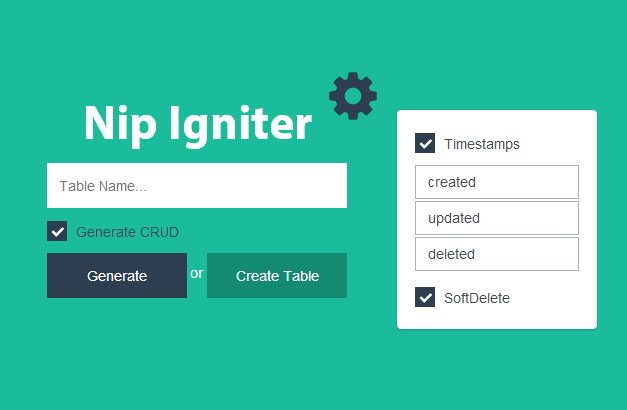 Nip Igniter
Table Name...
Generate CRUD
Generate or Create Table
Timestamps
created
updated
deleted
SoftDelete